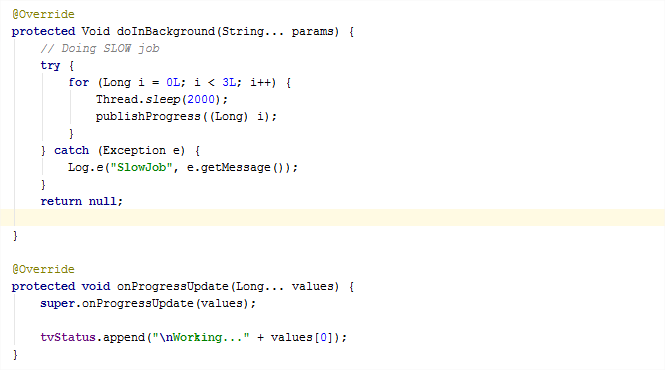 @Override
protected Void doInBackground(String... params) {
    // Doing SLOW job
    try {
        for (Long i = 0L; i < 3L; i++) {
            Thread.sleep(2000);
            publishProgress((Long) i);
        }
    } catch (Exception e) {
        Log.e("SlowJob", e.getMessage());
    }
    return null;
}
@Override
protected void onProgressUpdate(Long... values) {
    super.onProgressUpdate(values);
    tvStatus.append("\nWorking..." + values[0]);
}